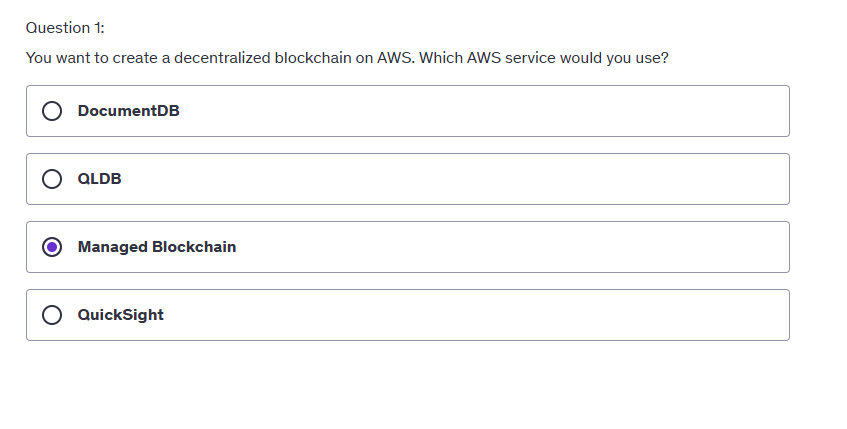 Question 1:
You want to create a decentralized blockchain on AWS. Which AWS service would you use?
DocumentDB
QLDB
Managed Blockchain
QuickSight